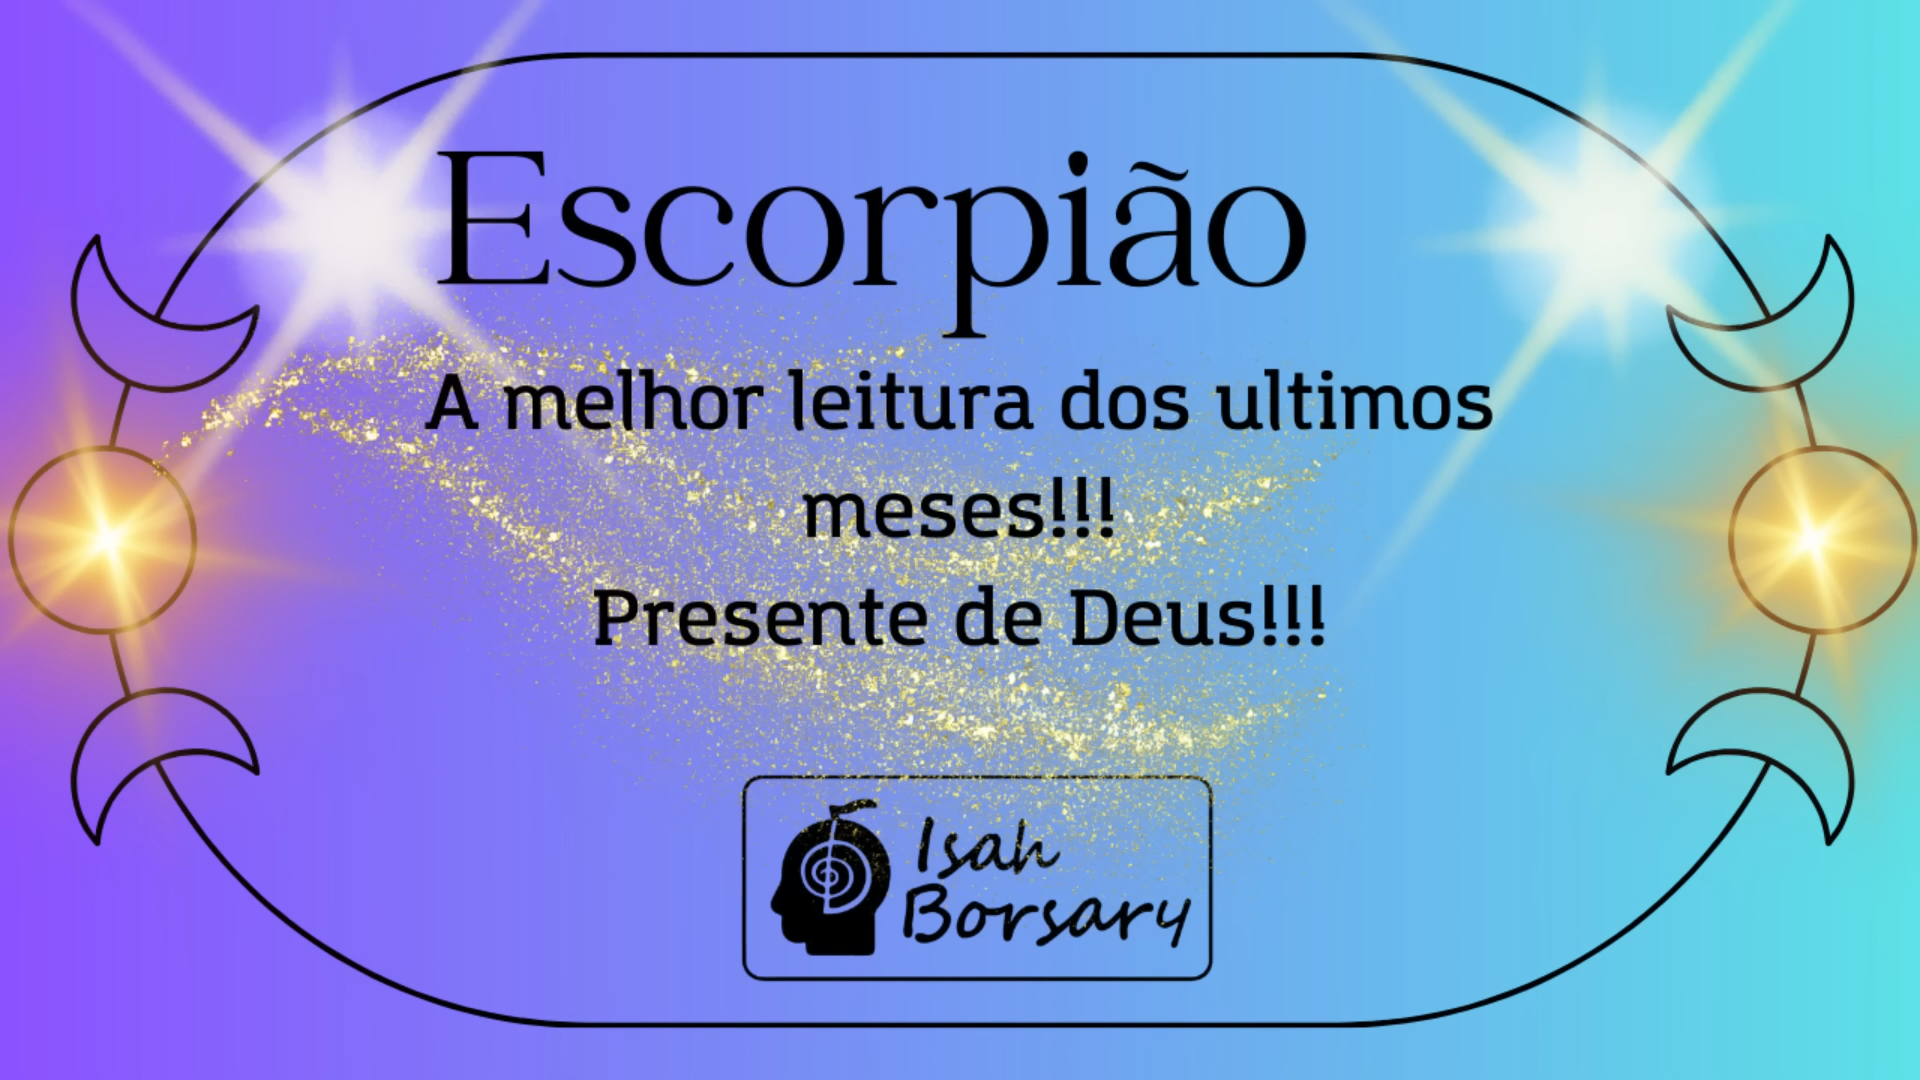 Escorpião
A melhor leitura dos ultimos
meses!!!
Presente de Deus!!!
Isah
Borsary